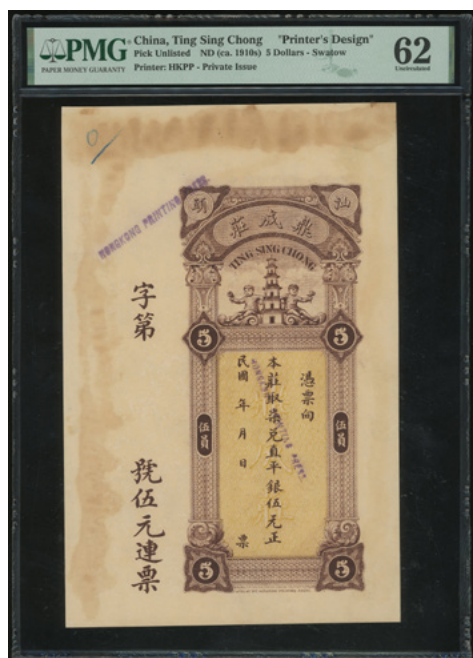 PMG
PAPER MONEY GUARANTY
China, Ting Sing Chong "Printer's Design"
Pick Unlisted ND (ca. 1910s) 5 Dollars - Swatow
Printer: HKPP - Private Issue
62
Uncirculated
HONGKONG PRINTING
汕
頭
鼎成莊
TING SING CHONG
5
5
憑票向
本莊取柒兌直平銀伍元正
民國 年 月 日 票
伍員
伍員
5
5
字第
號伍元連票